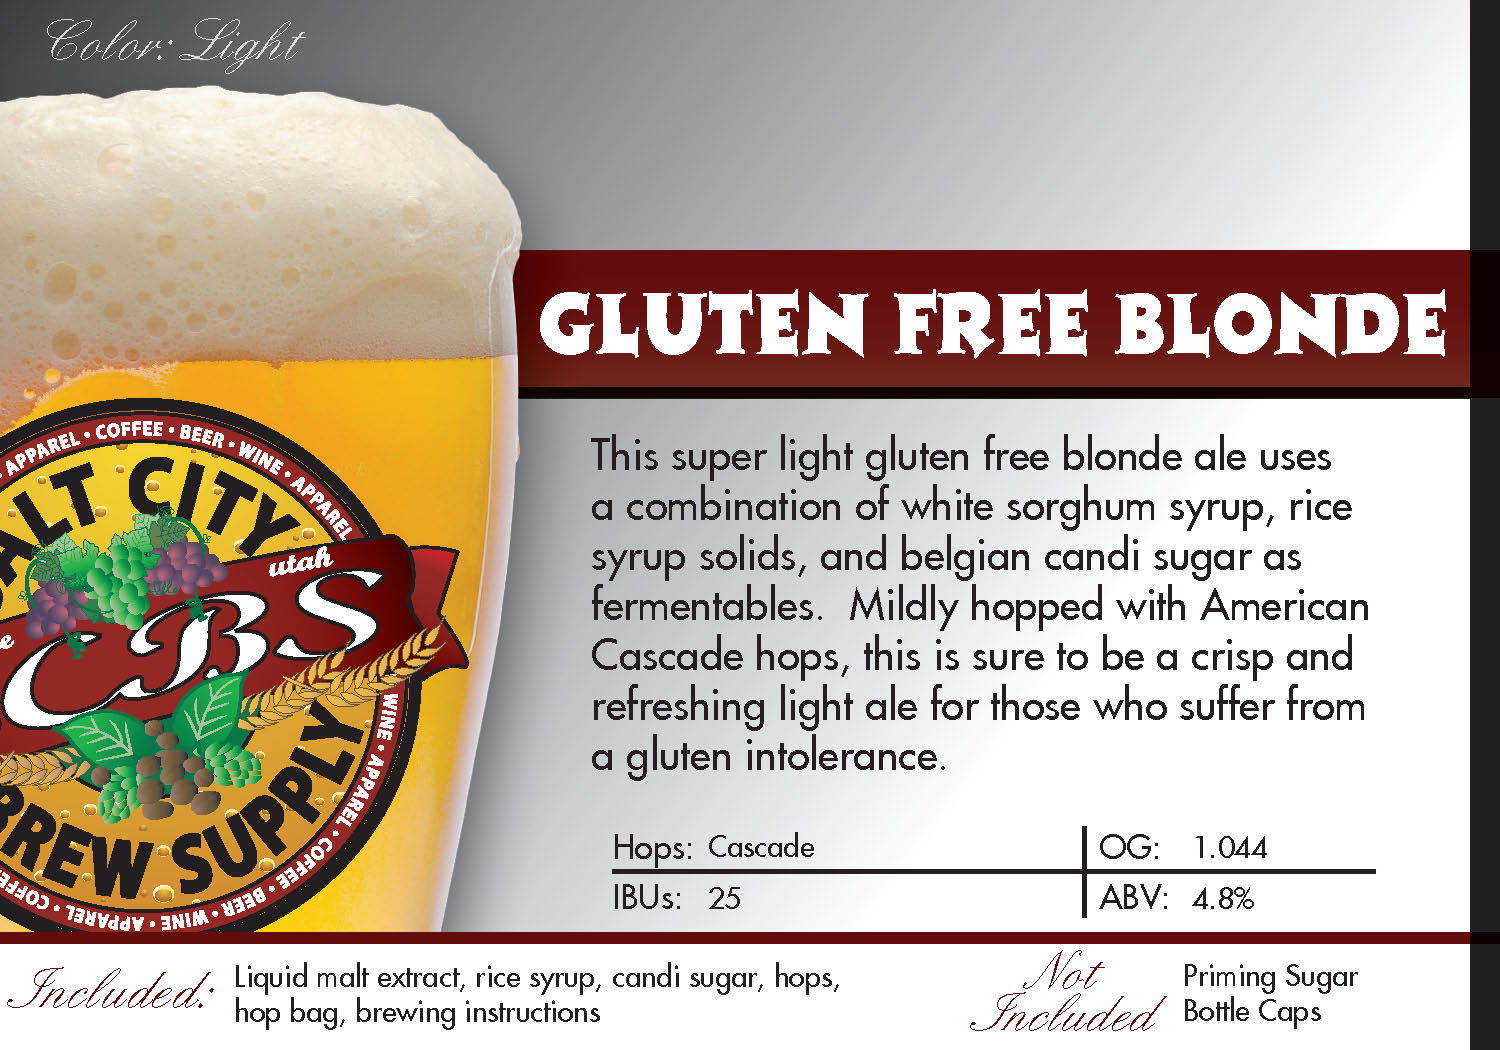 Color: Light
GLUTEN FREE BLONDE
This super light gluten free blonde ale uses
a combination of white sorghum syrup, rice
syrup solids, and belgian candi sugar as
fermentables.  Mildly hopped with American
Cascade hops, this is sure to be a crisp and
refreshing light ale for those who suffer from
a gluten intolerance.
Hops: Cascade
OG: 1.044
IBUs: 25
ABV: 4.8%
APPAREL • COFFEE • BEER • WINE • APPAREL
ALT CITY
utah
CBS
BREW SUPPLY
WINE • APPAREL • COFFEE • BEER • WINE • APPAREL •
Included: Liquid malt extract, rice syrup, candi sugar, hops,
hop bag, brewing instructions
Not
Included
Priming Sugar
Bottle Caps